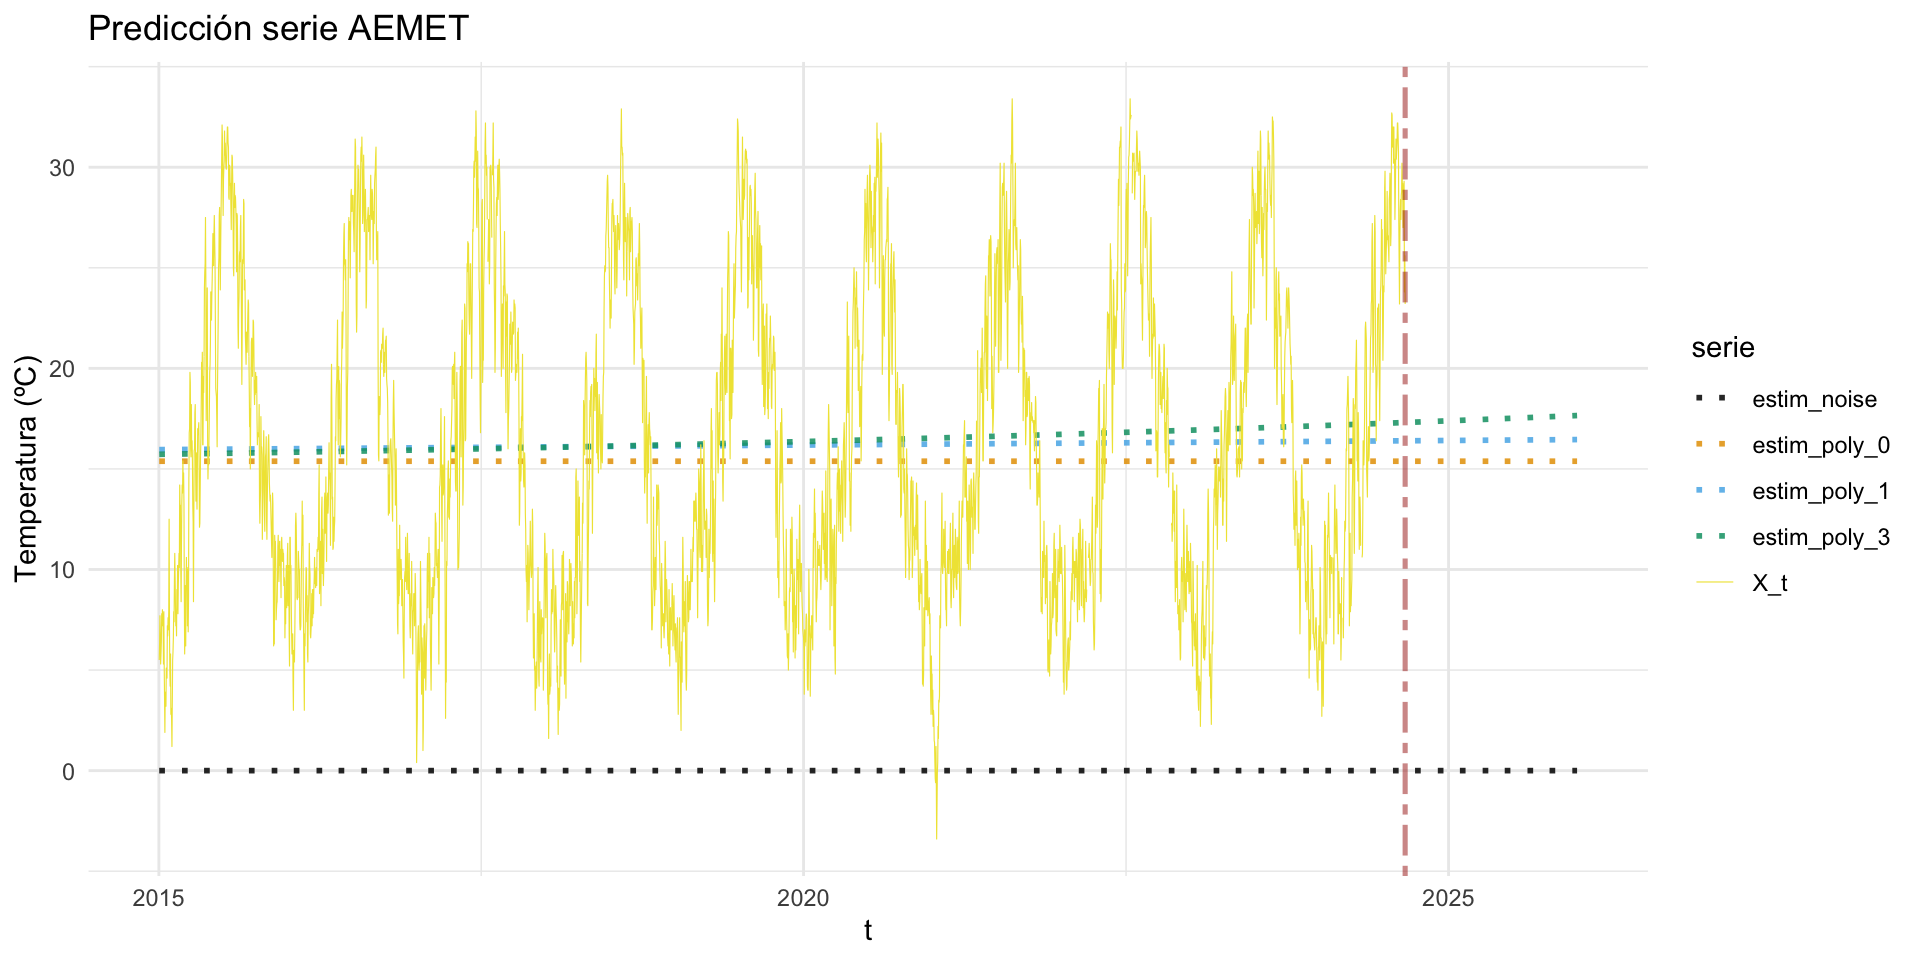 Predicción serie AEMET
Temperatura (ºC)
30
20
10
0
2015
2020
2025
t
serie
estim_noise
estim_poly_0
estim_poly_1
estim_poly_3
X_t